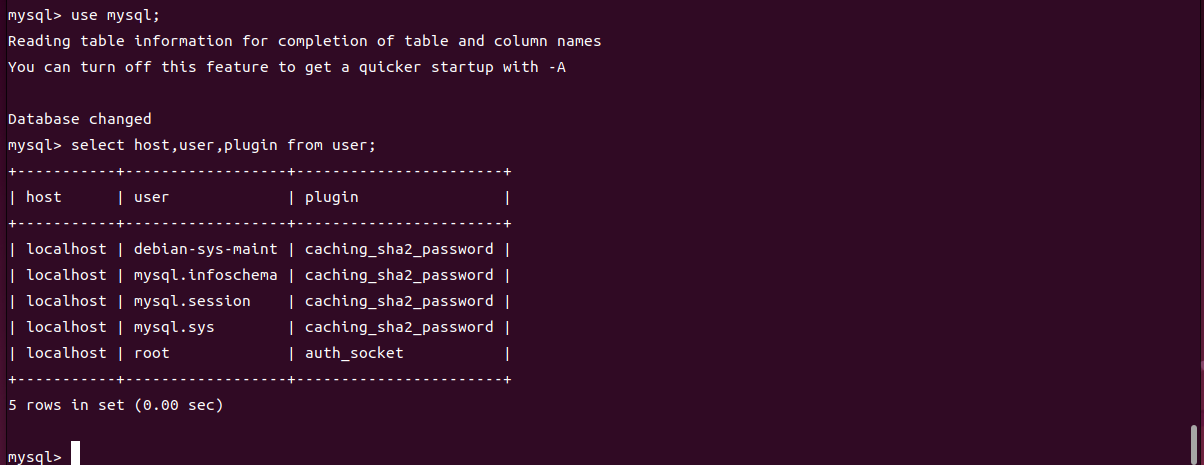 mysql> use mysql;
Reading table information for completion of table and column names
You can turn off this feature to get a quicker startup with -A

Database changed
mysql> select host,user,plugin from user;
+-----------+------------------+-----------------------+
| host      | user             | plugin                |
+-----------+------------------+-----------------------+
| localhost | debian-sys-maint | caching_sha2_password |
| localhost | mysql.infoschema | caching_sha2_password |
| localhost | mysql.session    | caching_sha2_password |
| localhost | mysql.sys        | caching_sha2_password |
| localhost | root             | auth_socket           |
+-----------+------------------+-----------------------+
5 rows in set (0.00 sec)

mysql>